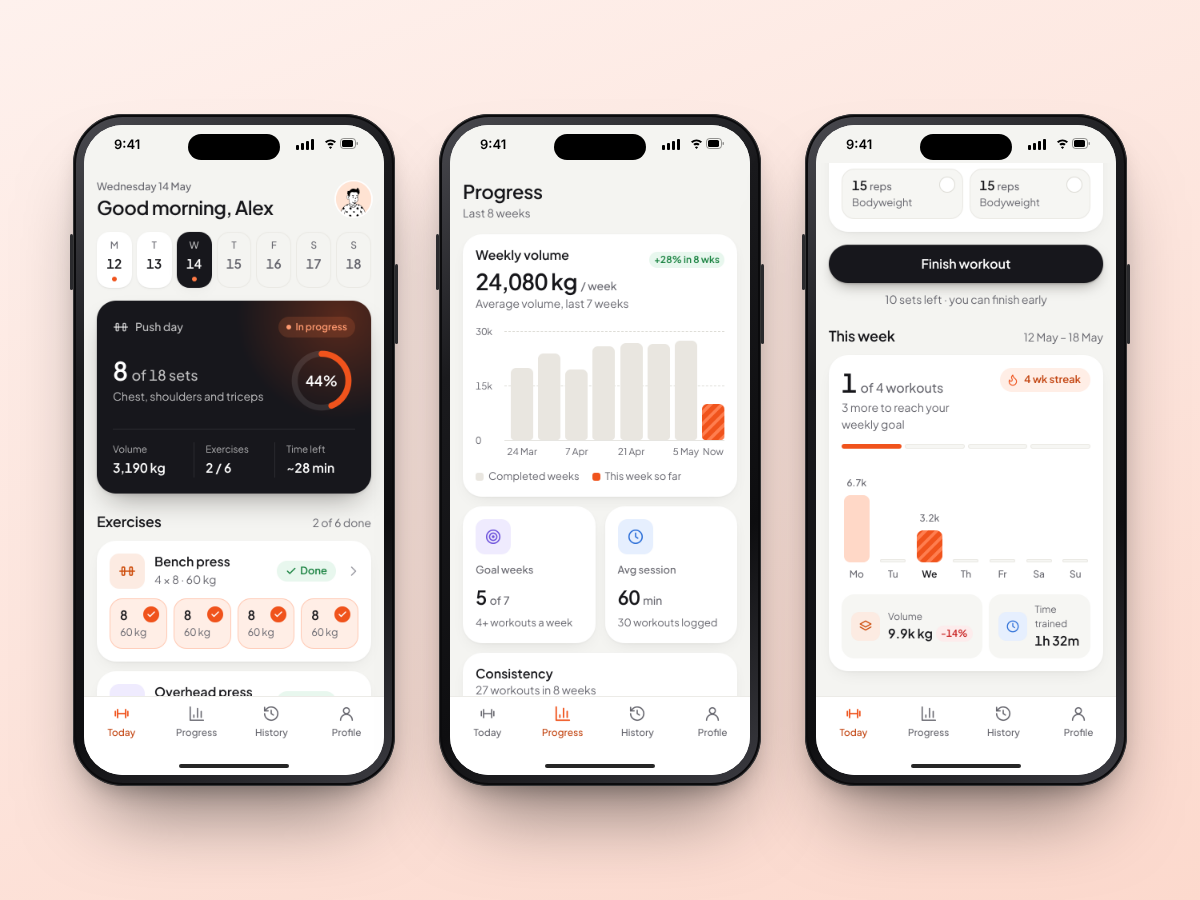 9:41
Wednesday 14 May
Good morning, Alex
M T W T F S S
12 13 14 15 16 17 18
Push day
In progress
8 of 18 sets
Chest, shoulders and triceps
44%
Volume Exercises Time left
3,190 kg 2 / 6 ~28 min
Exercises
2 of 6 done
Bench press
4 × 8 · 60 kg
Done
8 8 8 8
60 kg 60 kg 60 kg 60 kg
Overhead press
Today Progress History Profile
9:41
Progress
Last 8 weeks
Weekly volume
+28% in 8 wks
24,080 kg / week
Average volume, last 7 weeks
30k
15k
0
24 Mar 7 Apr 21 Apr 5 May Now
Completed weeks This week so far
Goal weeks
5 of 7
4+ workouts a week
Avg session
60 min
30 workouts logged
Consistency
27 workouts in 8 weeks
Today Progress History Profile
9:41
15 reps 15 reps
Bodyweight Bodyweight
Finish workout
10 sets left · you can finish early
This week
12 May – 18 May
1 of 4 workouts
4 wk streak
3 more to reach your
weekly goal
6.7k
3.2k
Mo Tu We Th Fr Sa Su
Volume
9.9k kg -14%
Time
trained
1h 32m
Today Progress History Profile